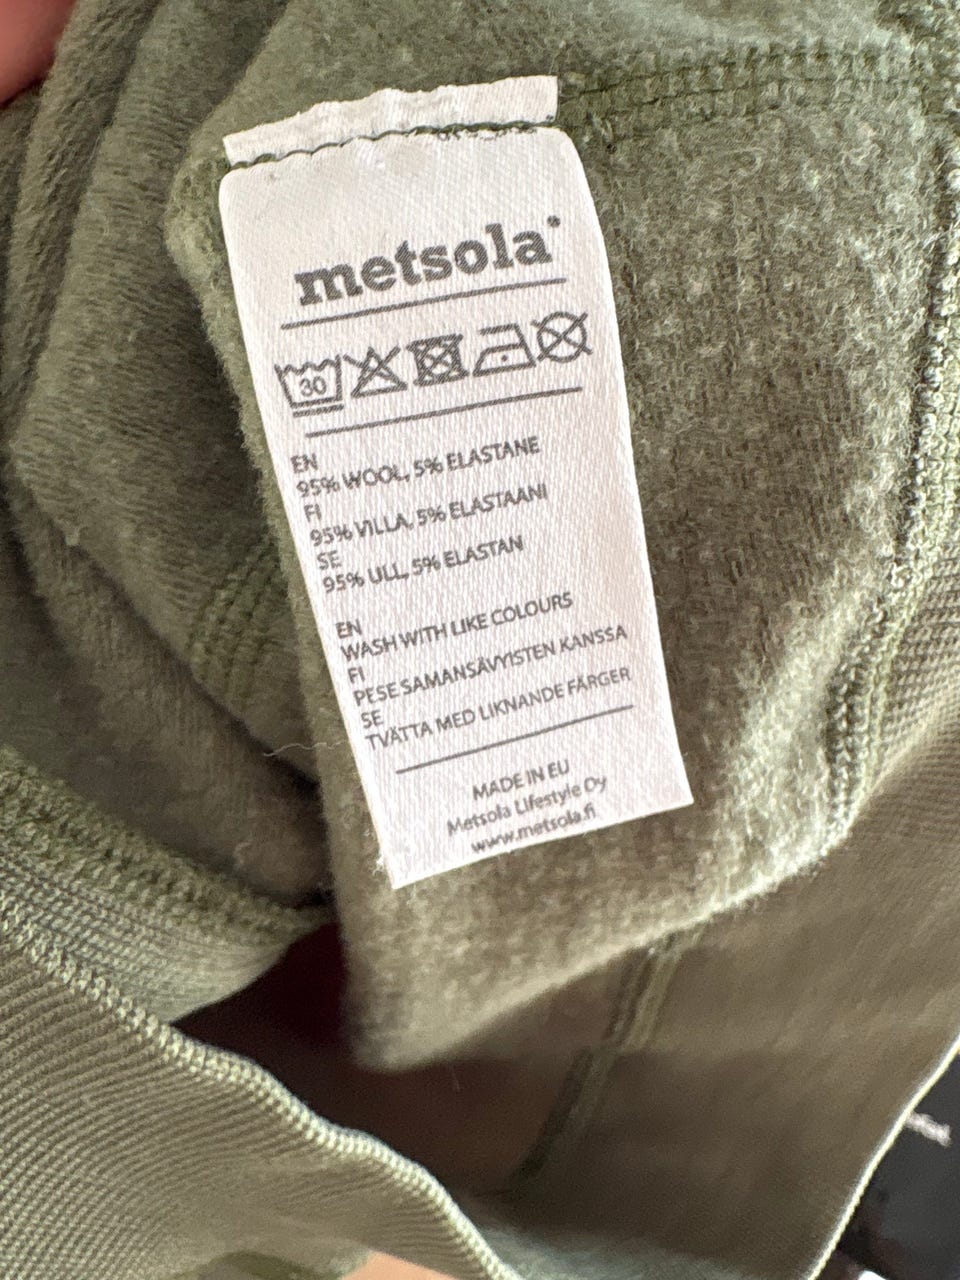 metsola
30
EN
95% WOOL, 5% ELASTANE
FI
95% VILLA, 5% ELASTAANI
SE
95% ULL, 5% ELASTAN
EN
WASH WITH LIKE COLOURS
FI
PESE SAMANSÄVYISTEN KANSSA
SE
TVÄTTA MED LIKNANDE FÄRGER
MADE IN EU
Metsola Lifestyle Oy
www.metsola.fi